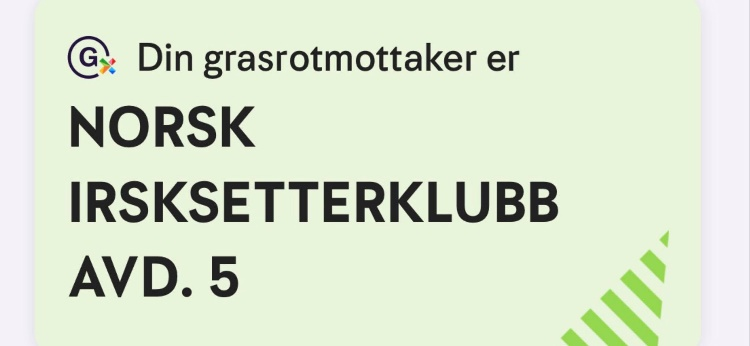 G
Din grasrotmottaker er
NORSK
IRSKSETTERKLUBB
AVD. 5